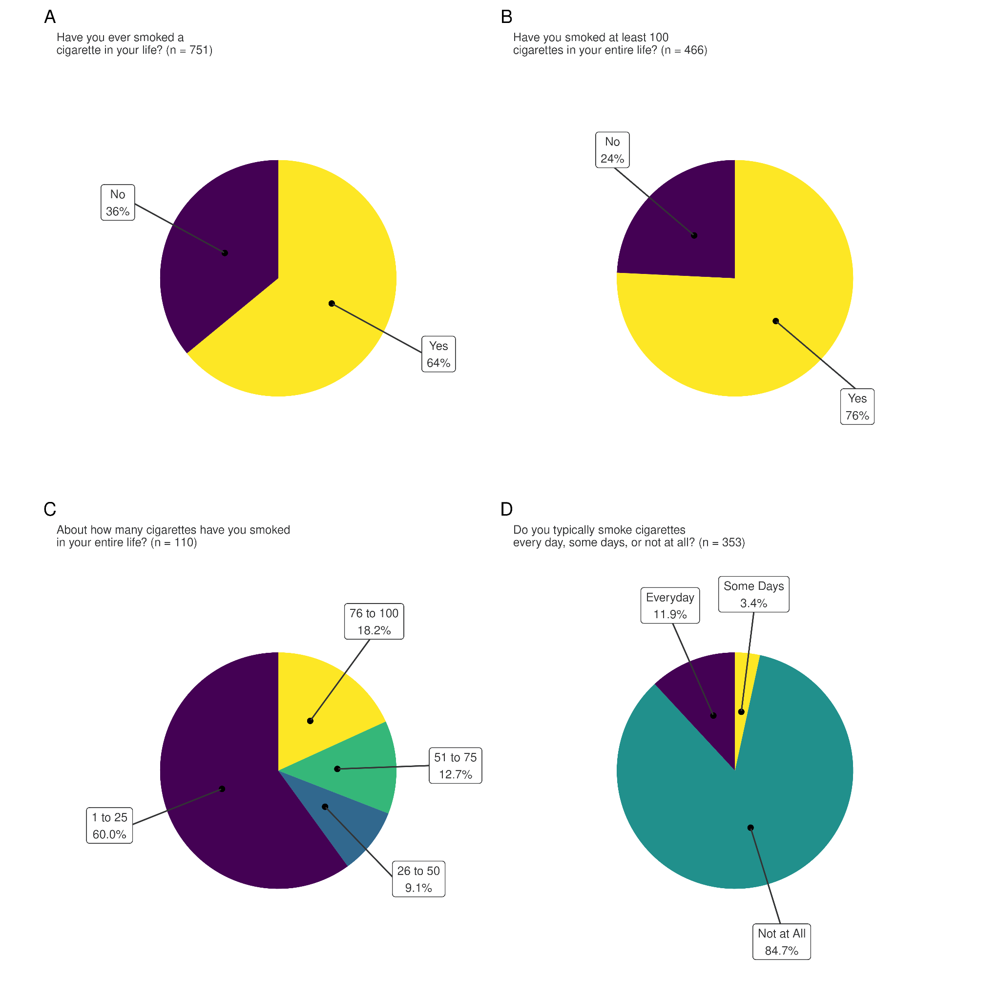 A
Have you ever smoked a
cigarette in your life? (n = 751)
No
36%
Yes
64%
B
Have you smoked at least 100
cigarettes in your entire life? (n = 466)
No
24%
Yes
76%
C
About how many cigarettes have you smoked
in your entire life? (n = 110)
76 to 100
18.2%
51 to 75
12.7%
1 to 25
60.0%
26 to 50
9.1%
D
Do you typically smoke cigarettes
every day, some days, or not at all? (n = 353)
Some Days
3.4%
Everyday
11.9%
Not at All
84.7%